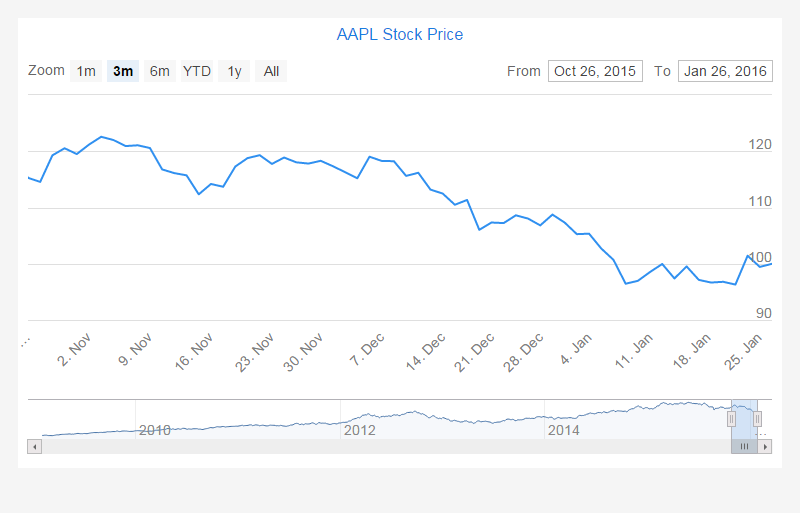 AAPL Stock Price
Zoom 1m 3m 6m YTD 1y All From Oct 26, 2015 To Jan 26, 2016
120
110
100
90
... 2. Nov 9. Nov 16. Nov 23. Nov 30. Nov 7. Dec 14. Dec 21. Dec 28. Dec 4. Jan 11. Jan 18. Jan 25. Jan
2010 2012 2014 ...